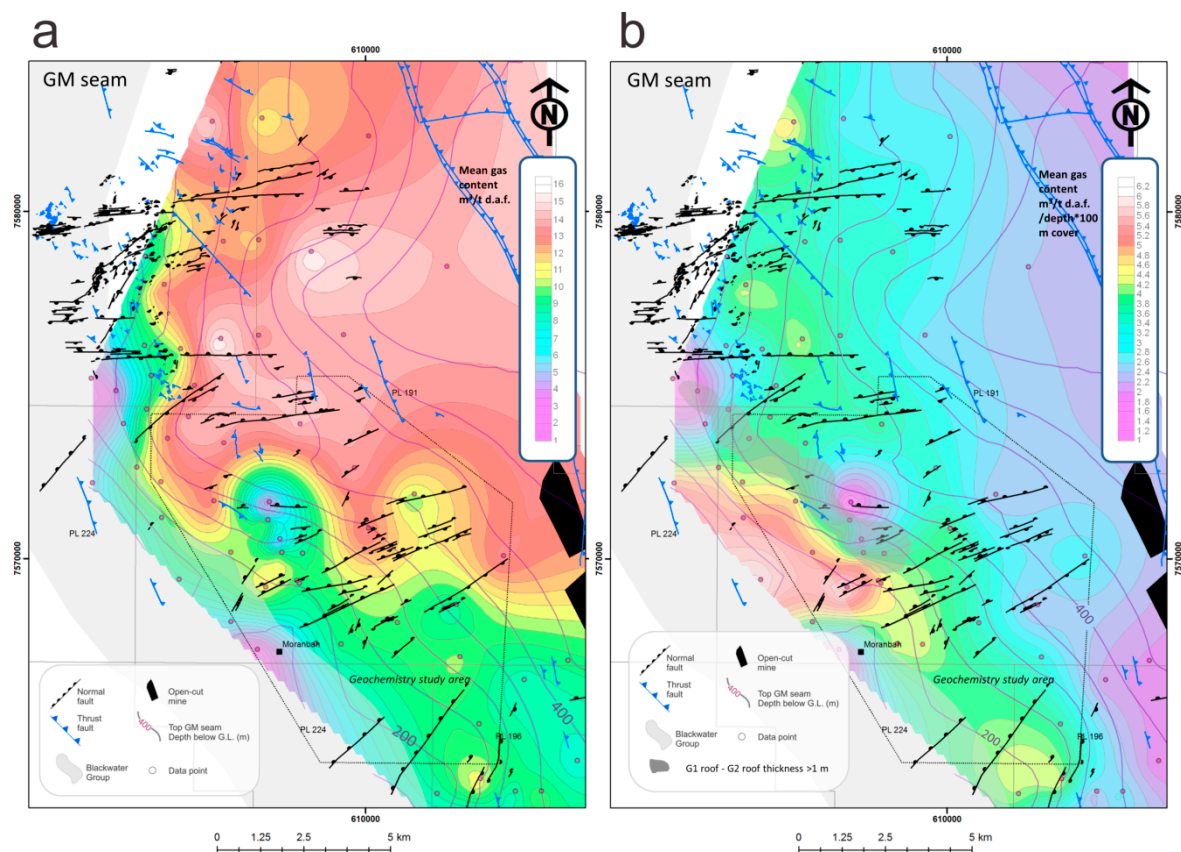 a
610000
GM seam
N
Mean gas
content
m³/t d.a.f.
16
15
14
13
12
11
10
9
8
7
6
5
4
3
2
1
7580000
PL 191
PL 224
7570000
Moranbah
Geochemistry study area
400
200
PL 224
PL 196
Normal
fault
Thrust
fault
Blackwater
Group
Open-cut
mine
400
Top GM seam
Depth below G.L. (m)
Data point
610000
0 1.25 2.5 5 km
b
610000
GM seam
N
Mean gas
content
m³/t d.a.f.
/depth*100
m cover
6.2
5.8
5.6
5.4
5.2
5
4.8
4.6
4.4
4.2
4
3.8
3.6
3.4
3.2
3
2.8
2.6
2.4
2.2
2
1.8
1.6
1.4
1.2
1
7580000
PL 191
PL 224
7570000
400
Moranbah
Geochemistry study area
200
PL 224
PL 196
Normal
fault
Thrust
fault
Blackwater
Group
Open-cut
mine
400
Top GM seam
Depth below G.L. (m)
Data point
G1 roof - G2 roof thickness >1 m
610000
0 1.25 2.5 5 km